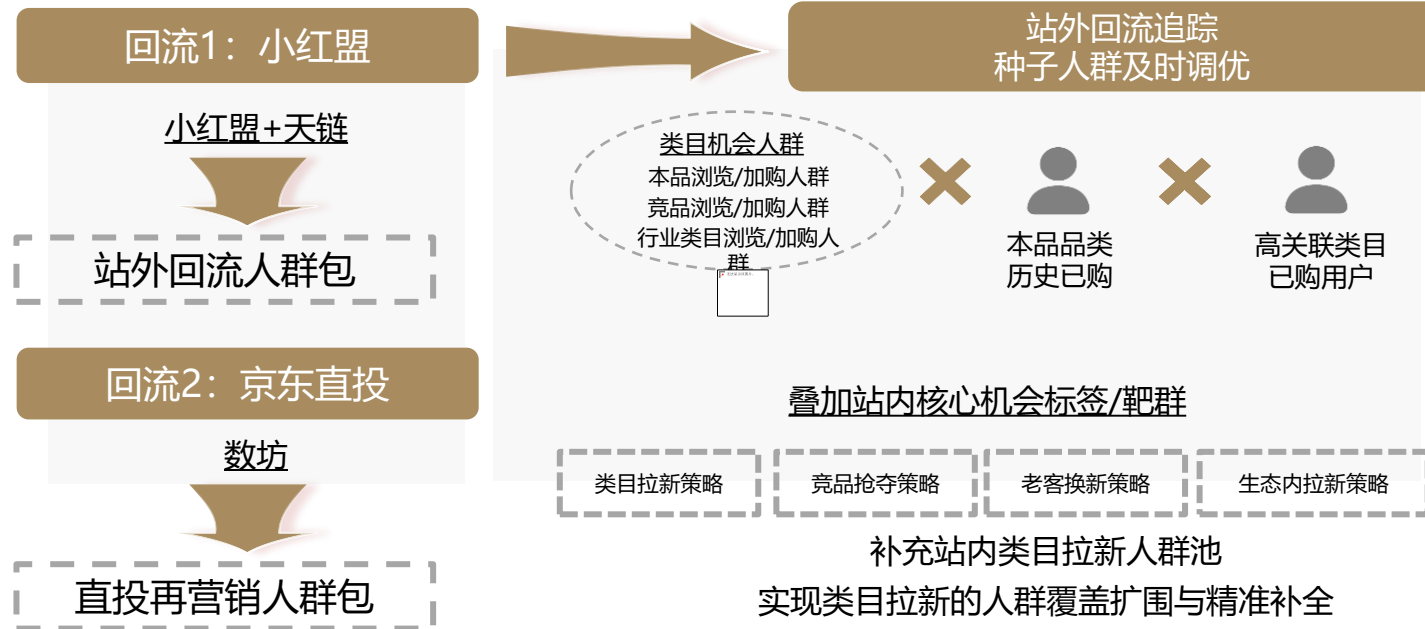 回流1：小红盟
小红盟+天链
站外回流人群包
回流2：京东直投
数坊
直投再营销人群包
站外回流追踪
种子人群及时调优
类目机会人群
本品浏览/加购人群
竞品浏览/加购人群
行业类目浏览/加购人
群
本品品类
历史已购
高关联类目
已购用户
叠加站内核心机会标签/靶群
类目拉新策略
竞品抢夺策略
老客换新策略
生态内拉新策略
补充站内类目拉新人群池
实现类目拉新的人群覆盖扩围与精准补全